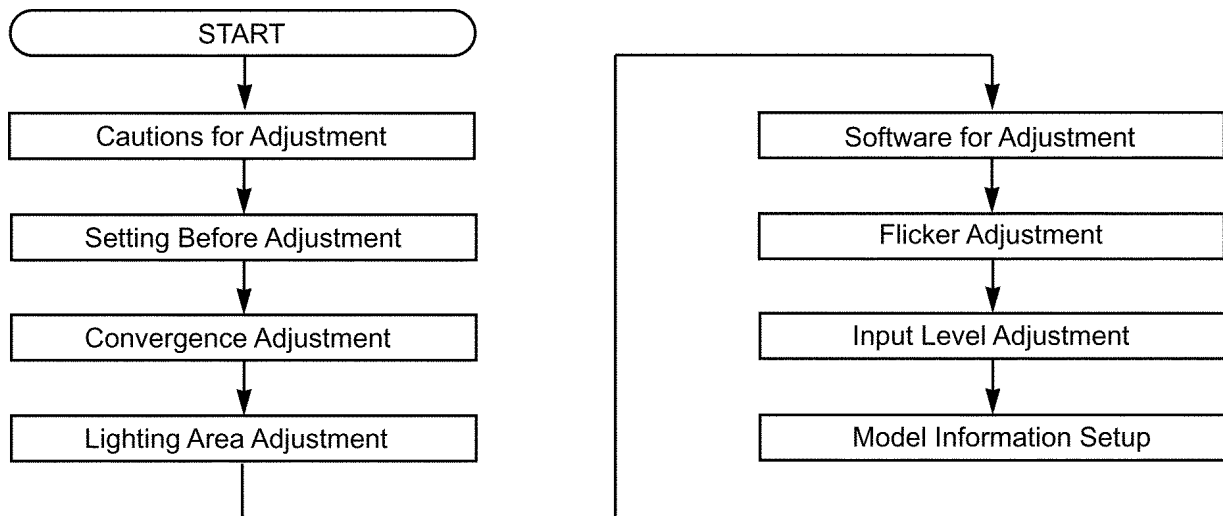 START
Cautions for Adjustment
Setting Before Adjustment
Convergence Adjustment
Lighting Area Adjustment
Software for Adjustment
Flicker Adjustment
Input Level Adjustment
Model Information Setup